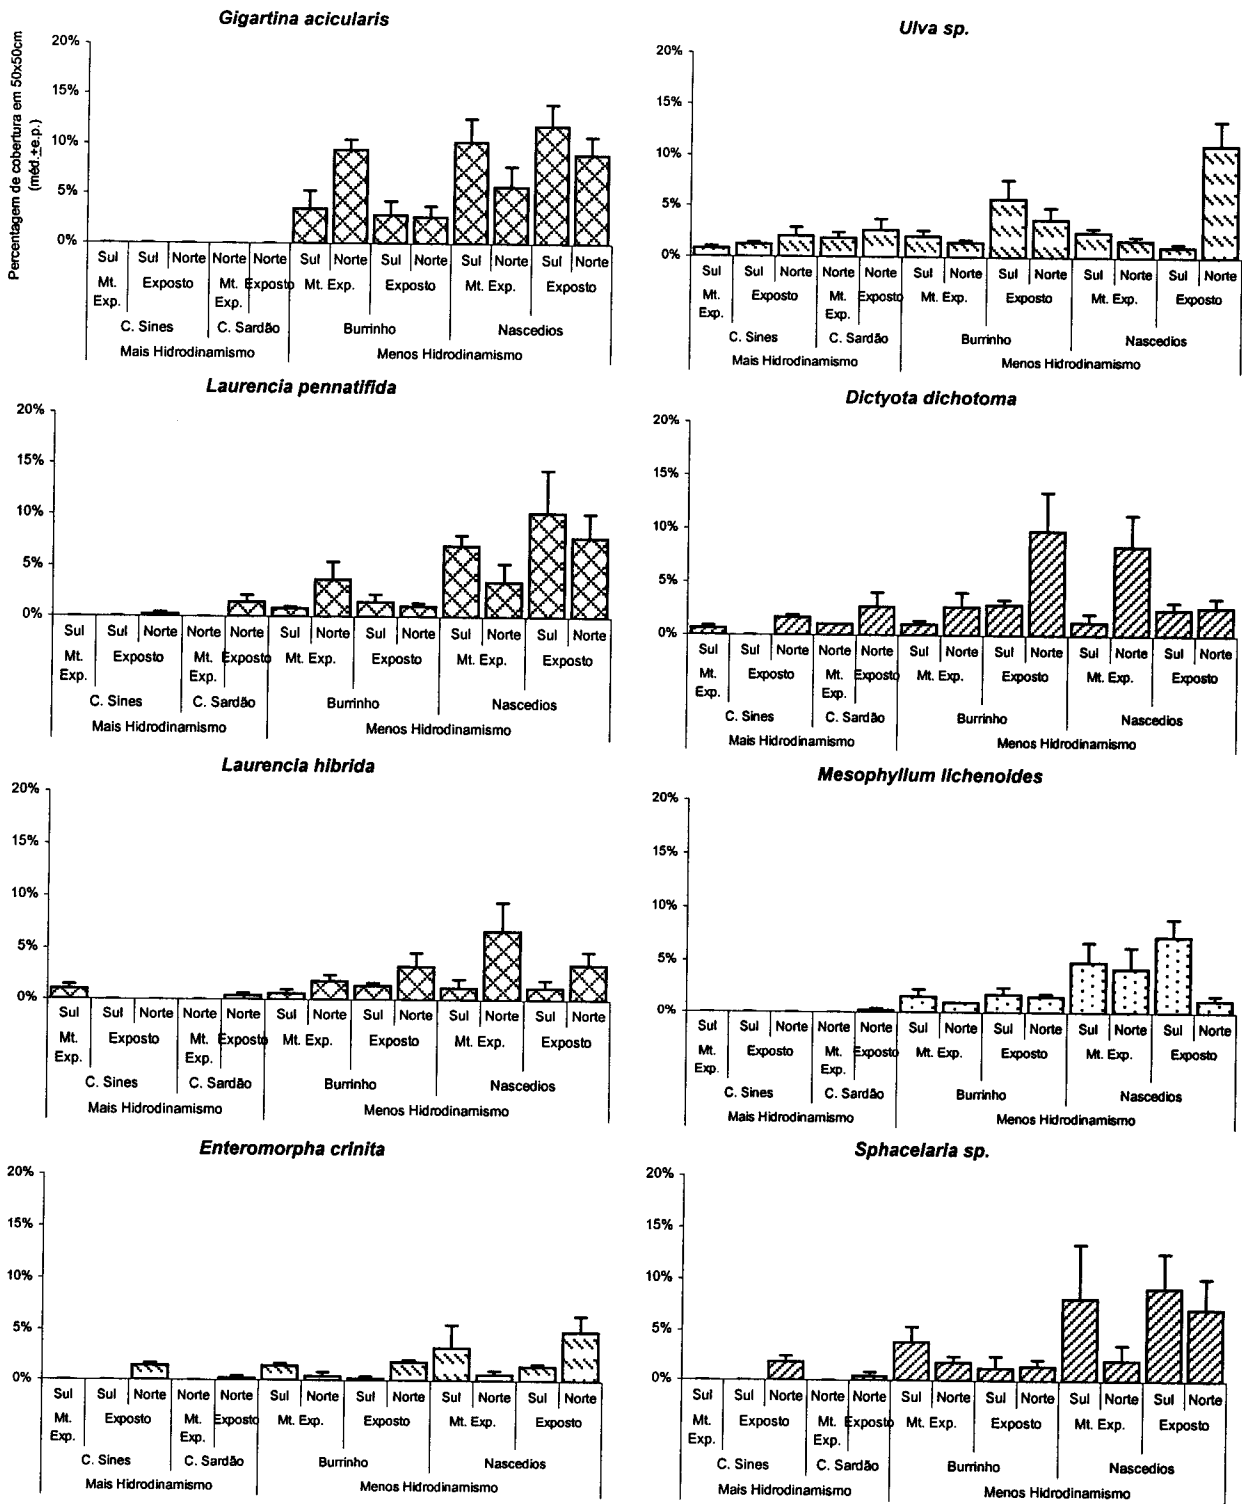 Gigartina acicularis
Percentagem de cobertura em 50x50cm
(méd.±e.p.)
20%
15%
10%
5%
0%
Sul Sul Norte Norte Norte Sul Norte Sul Norte Sul Norte Sul Norte
Mt. Exp. Exposto Mt. Exp. Exposto Mt. Exp. Exposto Mt. Exp. Exposto
C. Sines C. Sardão Burrinho Nascedios
Mais Hidrodinamismo Menos Hidrodinamismo
Ulva sp.
20%
15%
10%
5%
0%
Sul Sul Norte Norte Norte Sul Norte Sul Norte Sul Norte Sul Norte
Mt. Exp. Exposto Mt. Exp. Exposto Mt. Exp. Exposto Mt. Exp. Exposto
C. Sines C. Sardão Burrinho Nascedios
Mais Hidrodinamismo Menos Hidrodinamismo
Laurencia pennatifida
20%
15%
10%
5%
0%
Sul Sul Norte Norte Norte Sul Norte Sul Norte Sul Norte Sul Norte
Mt. Exp. Exposto Mt. Exp. Exposto Mt. Exp. Exposto Mt. Exp. Exposto
C. Sines C. Sardão Burrinho Nascedios
Mais Hidrodinamismo Menos Hidrodinamismo
Dictyota dichotoma
20%
15%
10%
5%
0%
Sul Sul Norte Norte Norte Sul Norte Sul Norte Sul Norte Sul Norte
Mt. Exp. Exposto Mt. Exp. Exposto Mt. Exp. Exposto Mt. Exp. Exposto
C. Sines C. Sardão Burrinho Nascedios
Mais Hidrodinamismo Menos Hidrodinamismo
Laurencia hibrida
20%
15%
10%
5%
0%
Sul Sul Norte Norte Norte Sul Norte Sul Norte Sul Norte Sul Norte
Mt. Exp. Exposto Mt. Exp. Exposto Mt. Exp. Exposto Mt. Exp. Exposto
C. Sines C. Sardão Burrinho Nascedios
Mais Hidrodinamismo Menos Hidrodinamismo
Mesophyllum lichenoides
20%
15%
10%
5%
0%
Sul Sul Norte Norte Norte Sul Norte Sul Norte Sul Norte Sul Norte
Mt. Exp. Exposto Mt. Exp. Exposto Mt. Exp. Exposto Mt. Exp. Exposto
C. Sines C. Sardão Burrinho Nascedios
Mais Hidrodinamismo Menos Hidrodinamismo
Enteromorpha crinita
20%
15%
10%
5%
0%
Sul Sul Norte Norte Norte Sul Norte Sul Norte Sul Norte Sul Norte
Mt. Exp. Exposto Mt. Exp. Exposto Mt. Exp. Exposto Mt. Exp. Exposto
C. Sines C. Sardão Burrinho Nascedios
Mais Hidrodinamismo Menos Hidrodinamismo
Sphacelaria sp.
20%
15%
10%
5%
0%
Sul Sul Norte Norte Norte Sul Norte Sul Norte Sul Norte Sul Norte
Mt. Exp. Exposto Mt. Exp. Exposto Mt. Exp. Exposto Mt. Exp. Exposto
C. Sines C. Sardão Burrinho Nascedios
Mais Hidrodinamismo Menos Hidrodinamismo